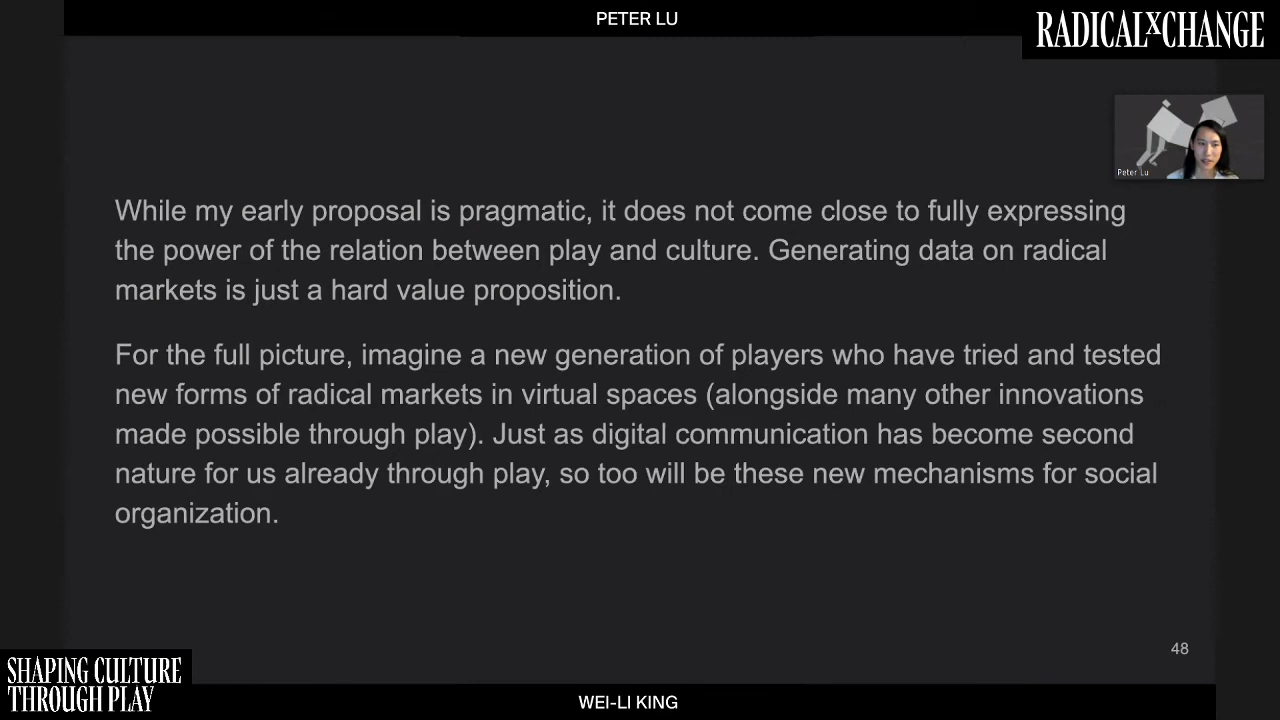 PETER LU
RADICALXCHANGE
Peter Lu
While my early proposal is pragmatic, it does not come close to fully expressing
the power of the relation between play and culture. Generating data on radical
markets is just a hard value proposition.
For the full picture, imagine a new generation of players who have tried and tested
new forms of radical markets in virtual spaces (alongside many other innovations
made possible through play). Just as digital communication has become second
nature for us already through play, so too will be these new mechanisms for social
organization.
48
SHAPING CULTURE
THROUGH PLAY
WEI-LI KING